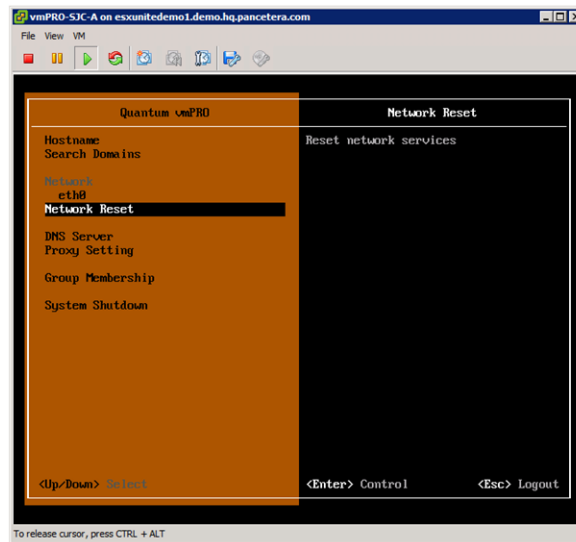 vmPRO-SJC-A on esxunitedemo1.demo.hq.pancetera.com
File View VM
Quantum vmPRO
Network Reset
Hostname
Search Domains
Network
eth0
Network Reset
DNS Server
Proxy Setting
Group Membership
System Shutdown
Reset network services
<Up/Down> Select
<Enter> Control
<Esc> Logout
To release cursor, press CTRL + ALT